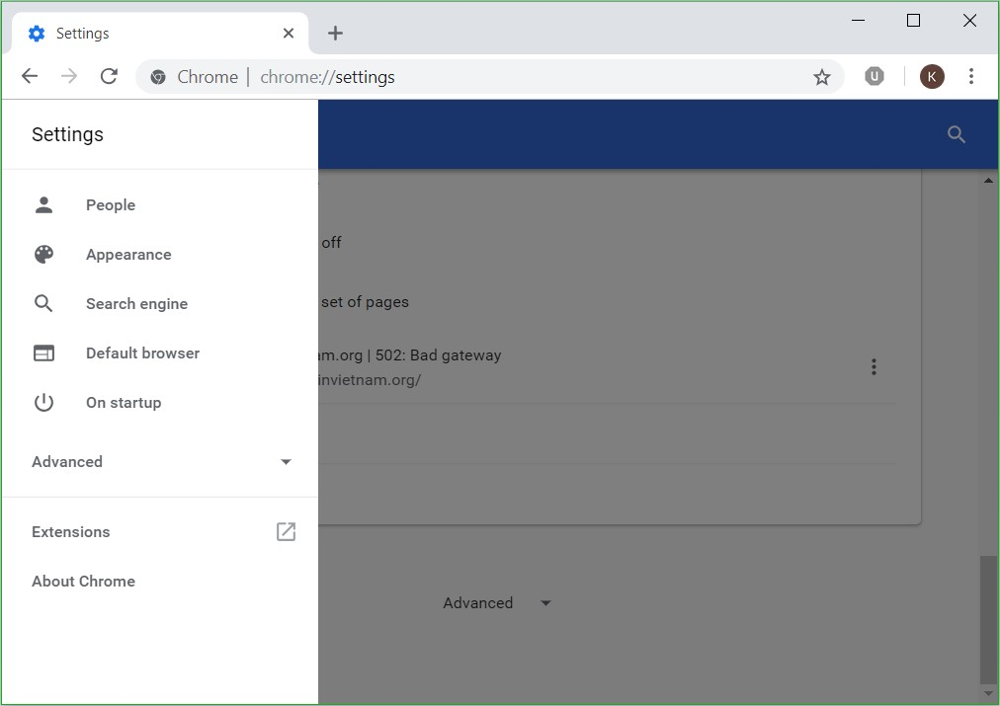 Settings
Chrome | chrome://settings
K
Settings
People
Appearance
Search engine
Default browser
On startup
Advanced
Extensions
About Chrome
off
set of pages
am.org | 502: Bad gateway
invietnam.org/
Advanced